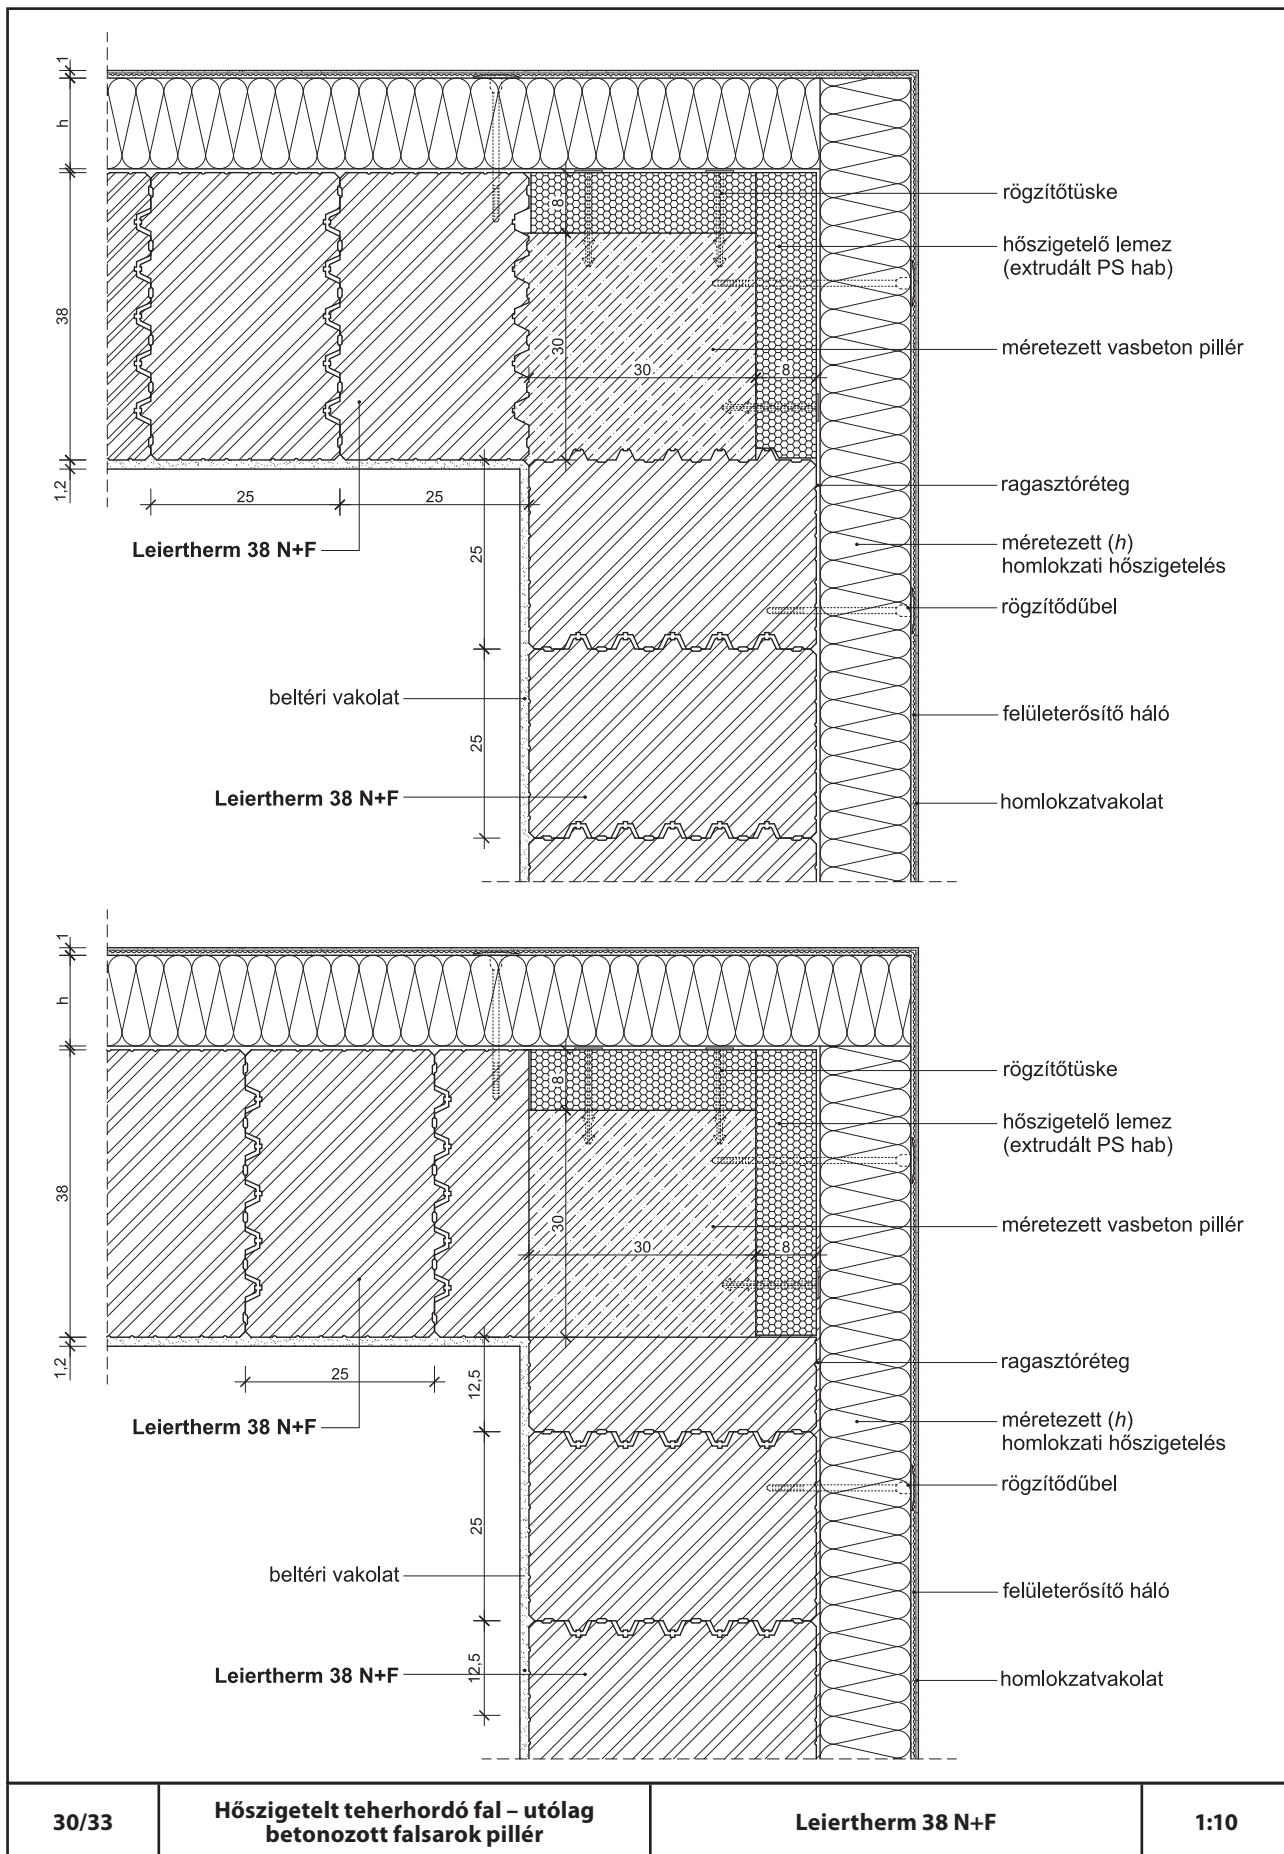 1
h
38
1,2
8
30
30
8
25
25
25
25
rögzítőtüske
hőszigetelő lemez
(extrudált PS hab)
méretezett vasbeton pillér
ragasztóréteg
méretezett (h)
homlokzati hőszigetelés
rögzítődűbel
felületerősítő háló
homlokzatvakolat
Leiertherm 38 N+F
beltéri vakolat
Leiertherm 38 N+F
1
h
38
1,2
8
30
30
8
25
12,5
25
12,5
rögzítőtüske
hőszigetelő lemez
(extrudált PS hab)
méretezett vasbeton pillér
ragasztóréteg
méretezett (h)
homlokzati hőszigetelés
rögzítődűbel
felületerősítő háló
homlokzatvakolat
Leiertherm 38 N+F
beltéri vakolat
Leiertherm 38 N+F
30/33
Hőszigetelt teherhordó fal – utólag
betonozott falsarok pillér
Leiertherm 38 N+F
1:10